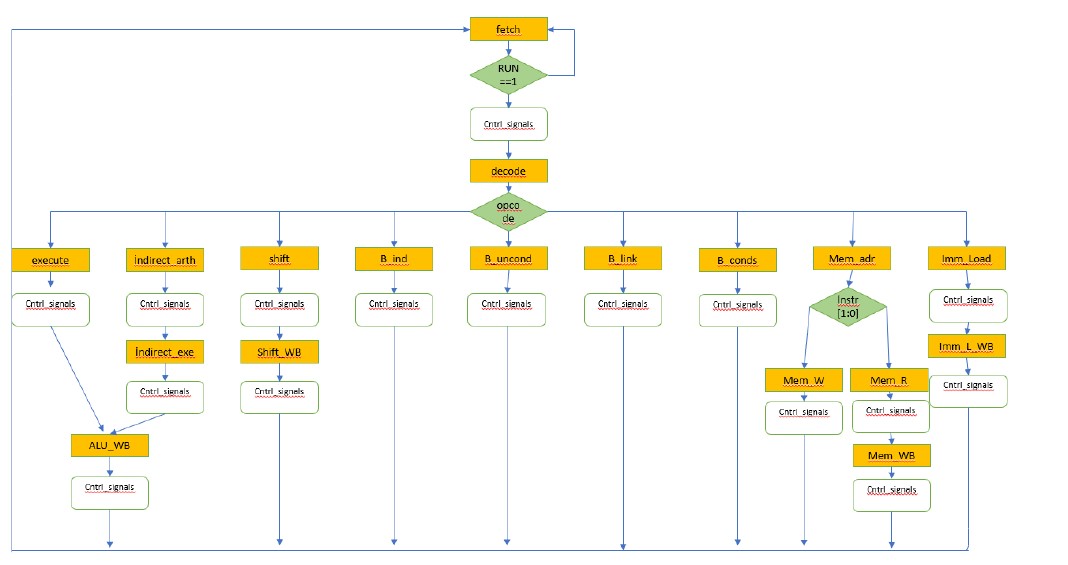 fetch
RUN
==1
Cntrl_signals
decode
opco
de
execute
indirect_arth
shift
B_ind
B_uncond
B_link
B_conds
Mem_adr
Imm_Load
Cntrl_signals
Cntrl_signals
Cntrl_signals
Cntrl_signals
Cntrl_signals
Cntrl_signals
Cntrl_signals
Instr
[1:0]
Cntrl_signals
Indirect_exe
Shift_WB
Imm_L_WB
Cntrl_signals
Cntrl_signals
Mem_W
Mem_R
Cntrl_signals
Cntrl_signals
Cntrl_signals
ALU_WB
Mem_WB
Cntrl_signals
Cntrl_signals